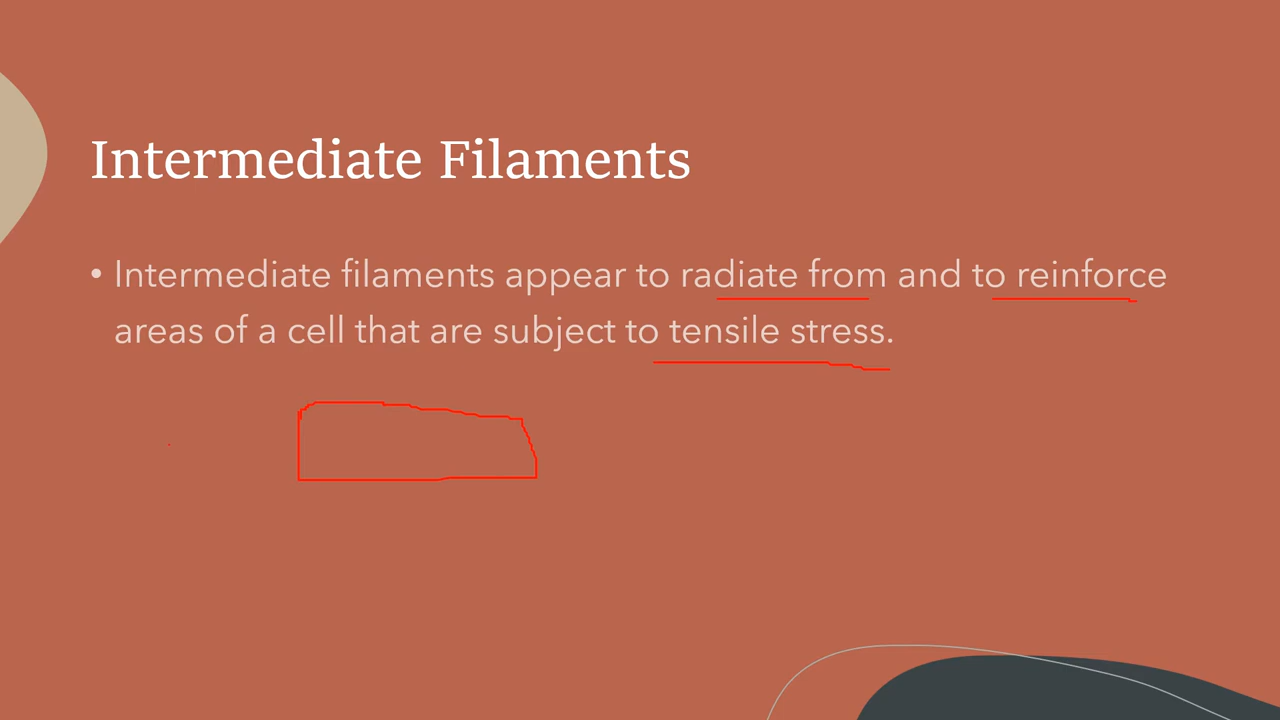 Intermediate Filaments
• Intermediate filaments appear to radiate from and to reinforce
areas of a cell that are subject to tensile stress.